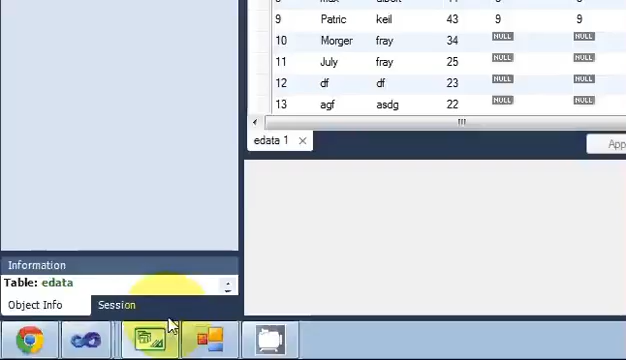 9 Patric keil 43 9 9
10 Morger fray 34 NULL NULL
11 July fray 25 NULL NULL
12 df df 23 NULL NULL
13 agf asdg 22 NULL NULL
edata 1
App
Information
Table: edata
Object Info Session